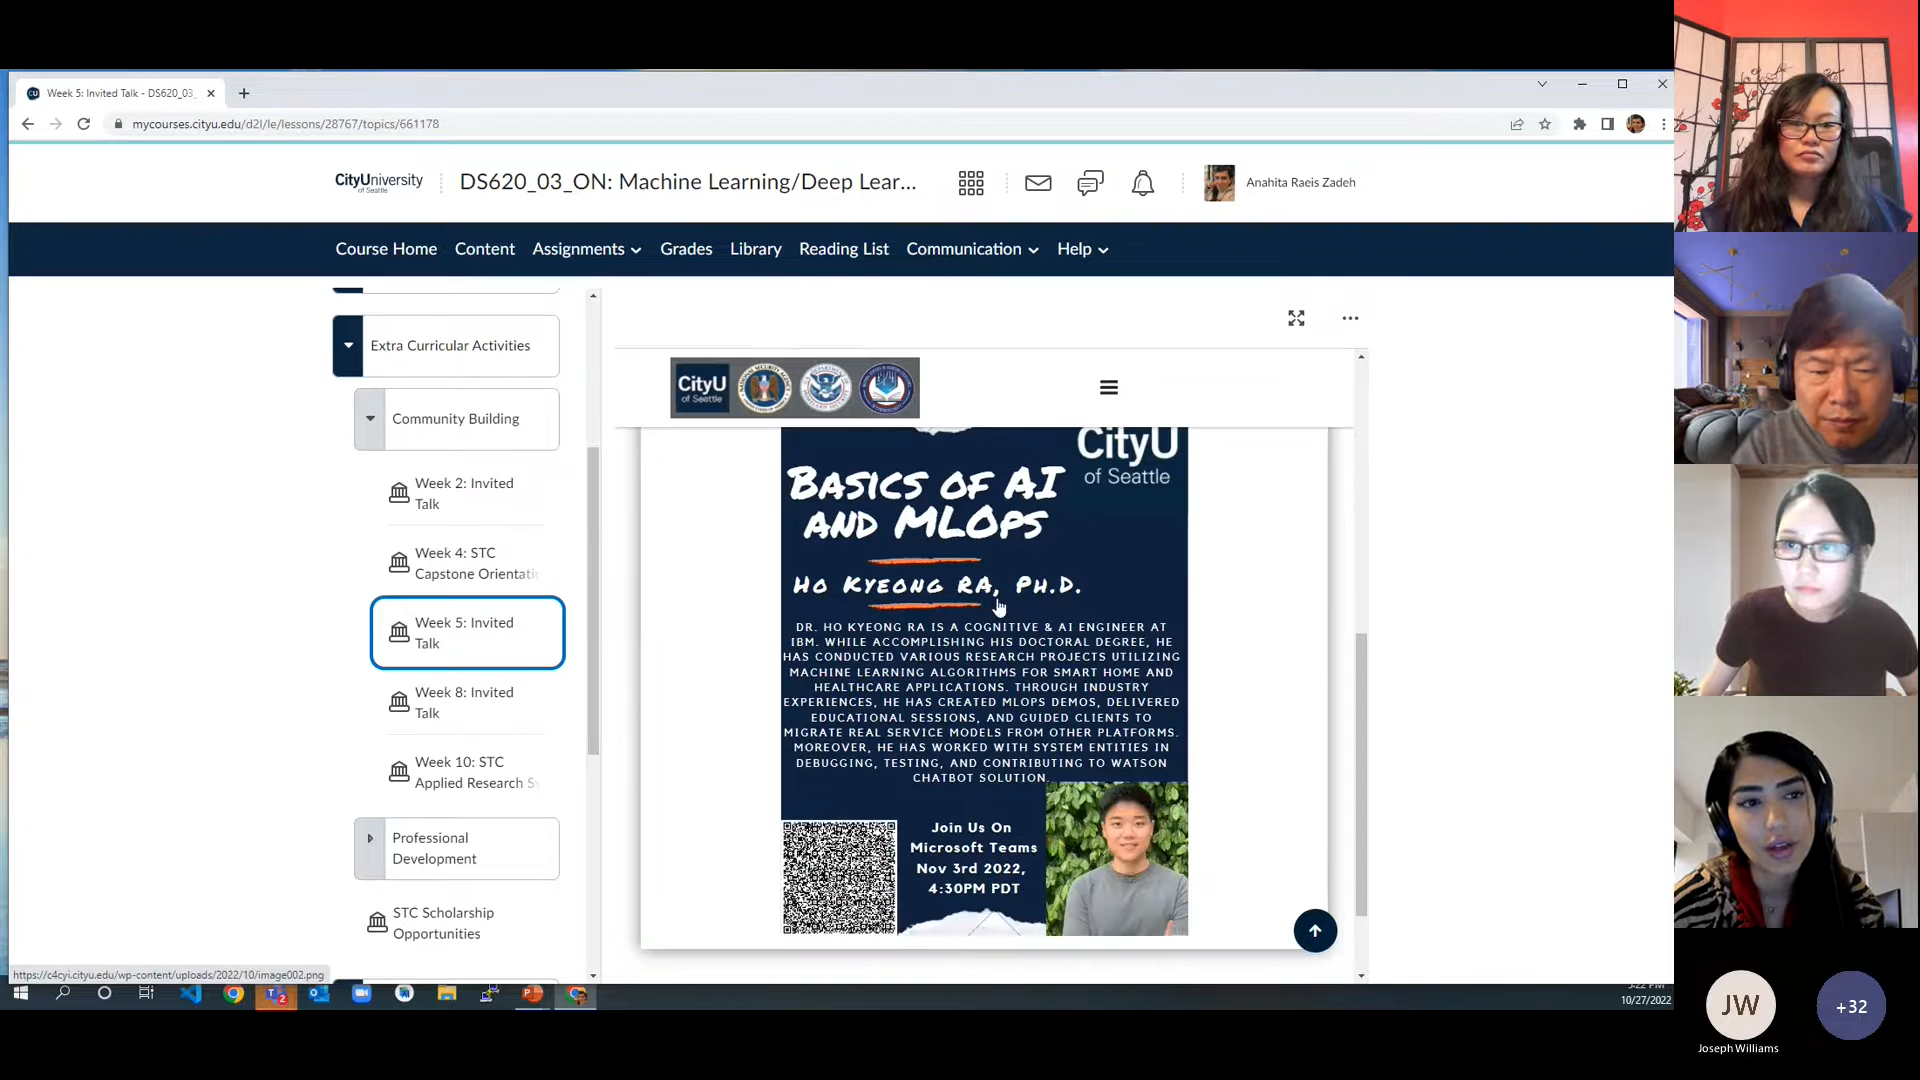 Week 5: Invited Talk - DS620_03_
mycourses.cityu.edu/d2l/le/lessons/28767/topics/661178
CityUniversity
of Seattle
DS620_03_ON: Machine Learning/Deep Lear...
Anahita Raeis Zadeh
Course Home Content Assignments Grades Library Reading List Communication Help
Extra Curricular Activities
Community Building
Week 2: Invited
Talk
Week 4: STC
Capstone Orientatic
Week 5: Invited
Talk
Week 8: Invited
Talk
Week 10: STC
Applied Research Sy
Professional
Development
STC Scholarship
Opportunities
CityU
of Seattle
CityU
of Seattle
BASICS OF AI
AND MLOPS
HO KYEONG RA, PH.D.
DR. HO KYEONG RA IS A COGNITIVE & AI ENGINEER AT
IBM. WHILE ACCOMPLISHING HIS DOCTORAL DEGREE, HE
HAS CONDUCTED VARIOUS RESEARCH PROJECTS UTILIZING
MACHINE LEARNING ALGORITHMS FOR SMART HOME AND
HEALTHCARE APPLICATIONS. THROUGH INDUSTRY
EXPERIENCES, HE HAS CREATED MLOPS DEMOS, DELIVERED
EDUCATIONAL SESSIONS, AND GUIDED CLIENTS TO
MIGRATE REAL SERVICE MODELS FROM OTHER PLATFORMS.
MOREOVER, HE HAS WORKED WITH SYSTEM ENTITIES IN
DEBUGGING, TESTING, AND CONTRIBUTING TO WATSON
CHATBOT SOLUTION.
Join Us On
Microsoft Teams
Nov 3rd 2022,
4:30PM PDT
https://c4cyi.cityu.edu/wp-content/uploads/2022/10/image002.png
5:22 PM
10/27/2022
JW
Joseph Williams
+32